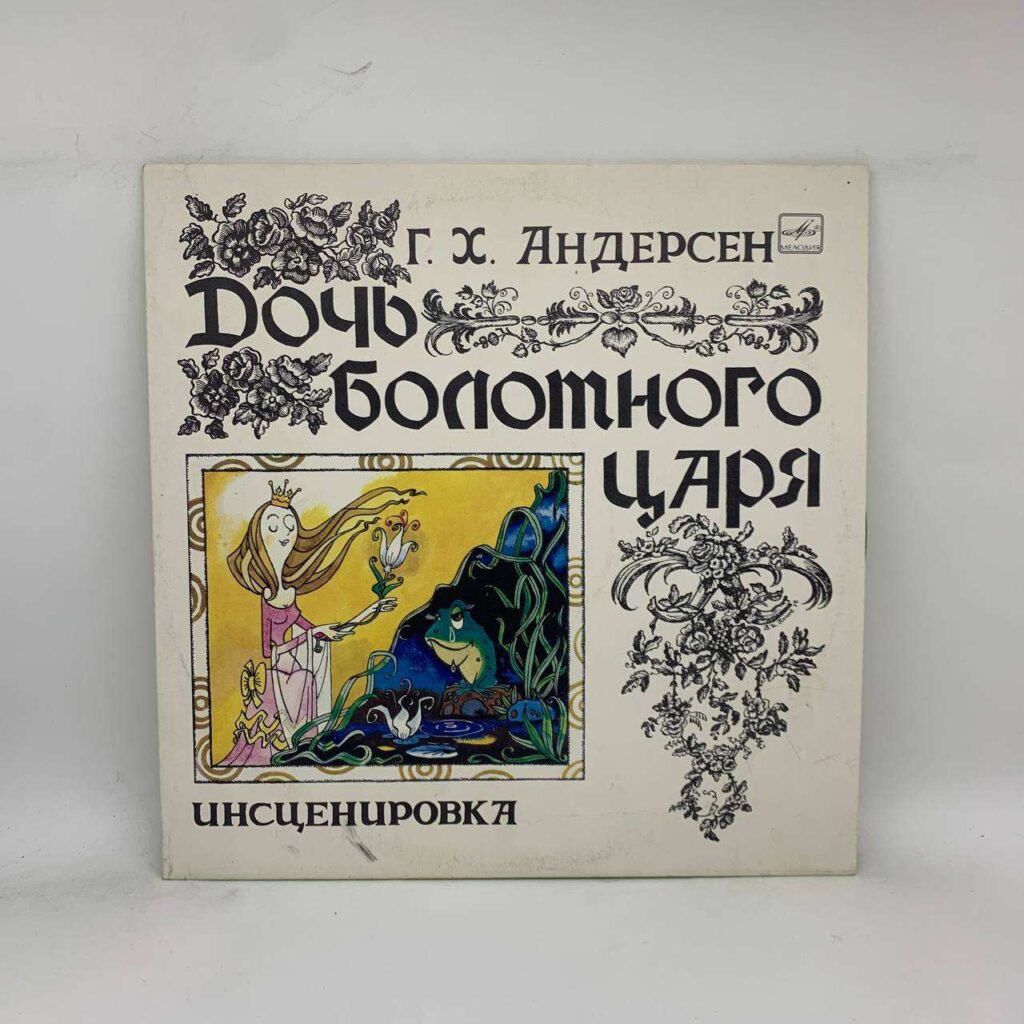 Г. Х. Андерсен
МЕЛОДИЯ
Дочь
болотного
царя
инсценировка